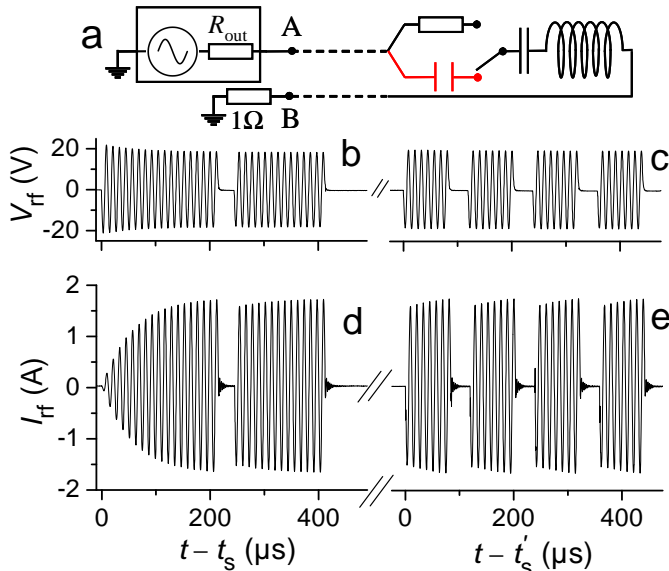 a
R_out
A
1Ω
B
V_rf (V)
20
0
-20
b
c
I_rf (A)
2
1
0
-1
-2
d
e
0
200
400
0
200
400
t – t_s (μs)
t – t_s' (μs)